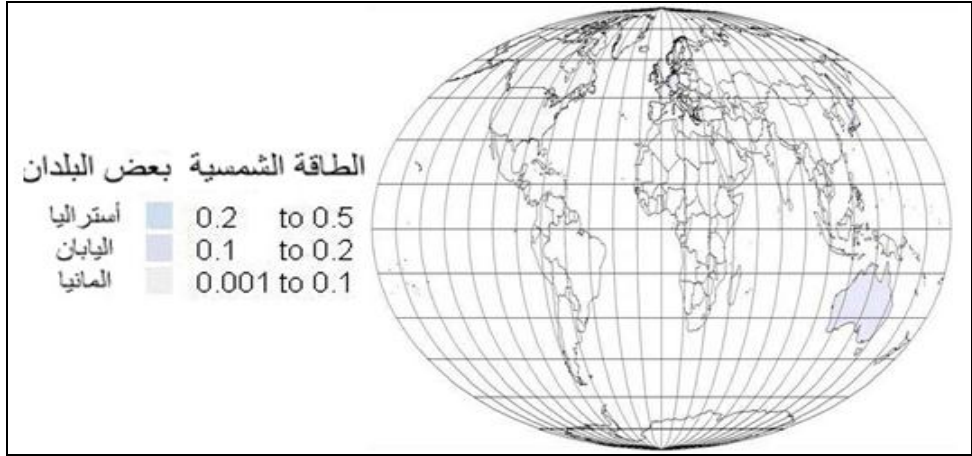 الطاقة الشمسية بعض البلدان
0.2 to 0.5 أستراليا
0.1 to 0.2 اليابان
0.001 to 0.1 المانيا